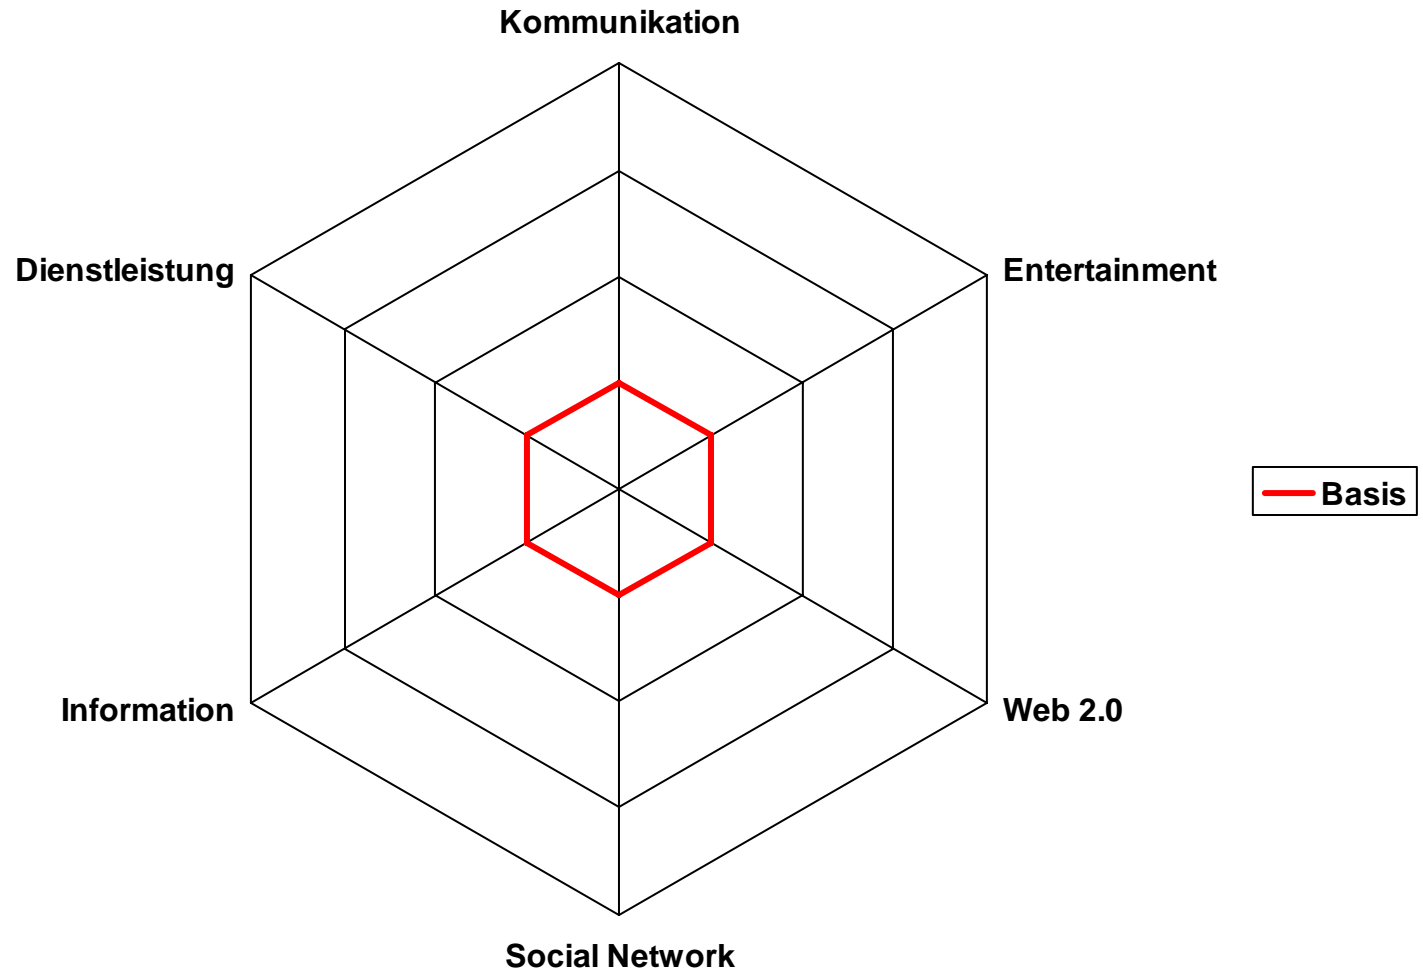 Kommunikation
Dienstleistung
Entertainment
Basis
Information
Web 2.0
Social Network